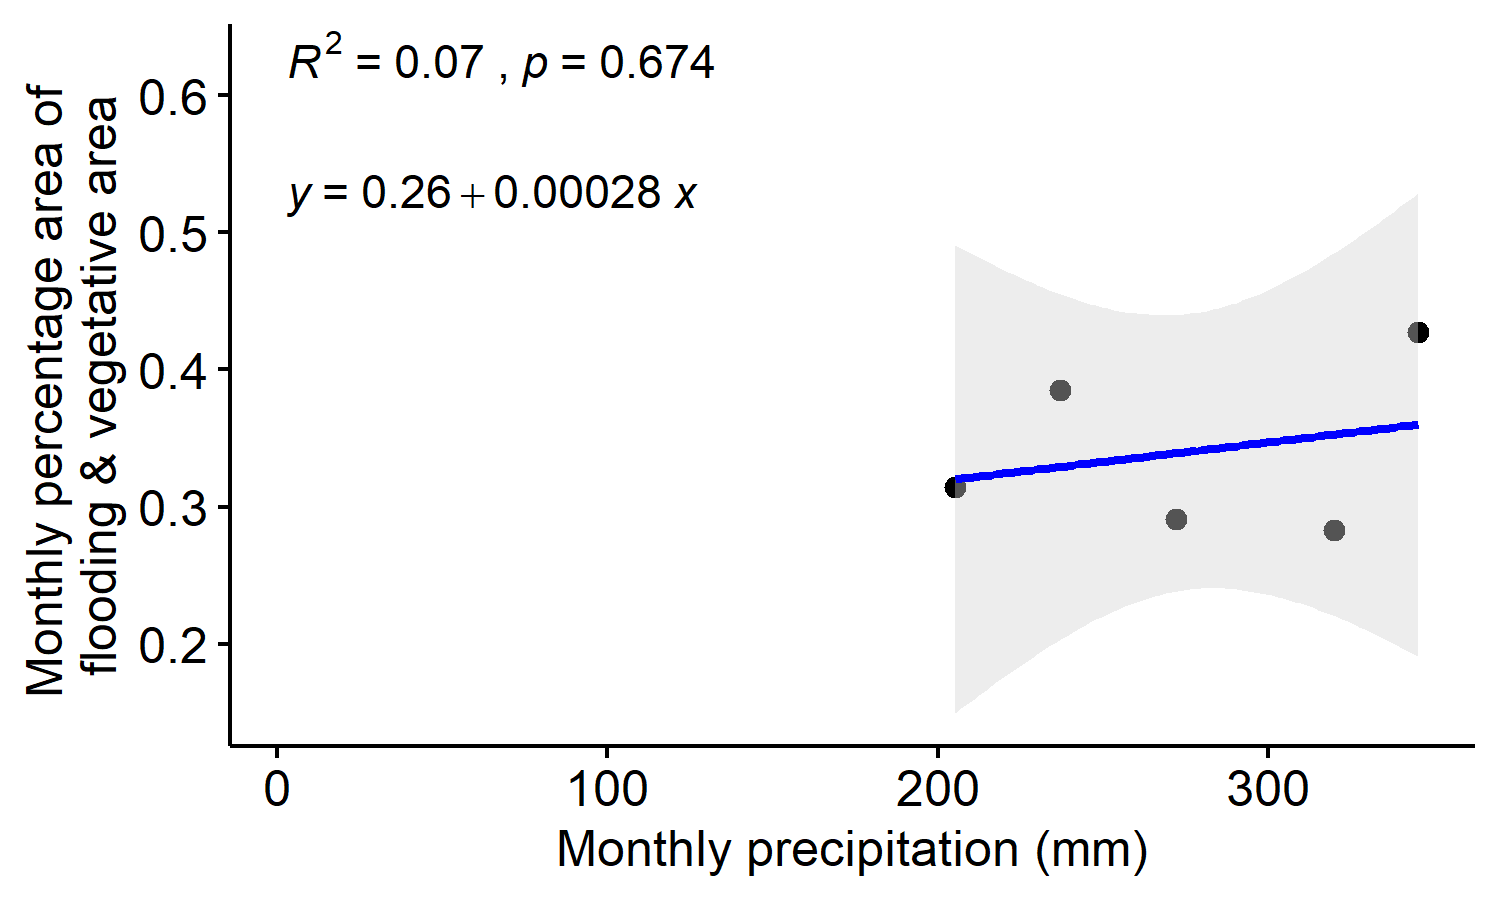 R² = 0.07 , p = 0.674
y = 0.26 + 0.00028 x
Monthly percentage area of
flooding & vegetative area
0.6
0.5
0.4
0.3
0.2
0
100
200
300
Monthly precipitation (mm)